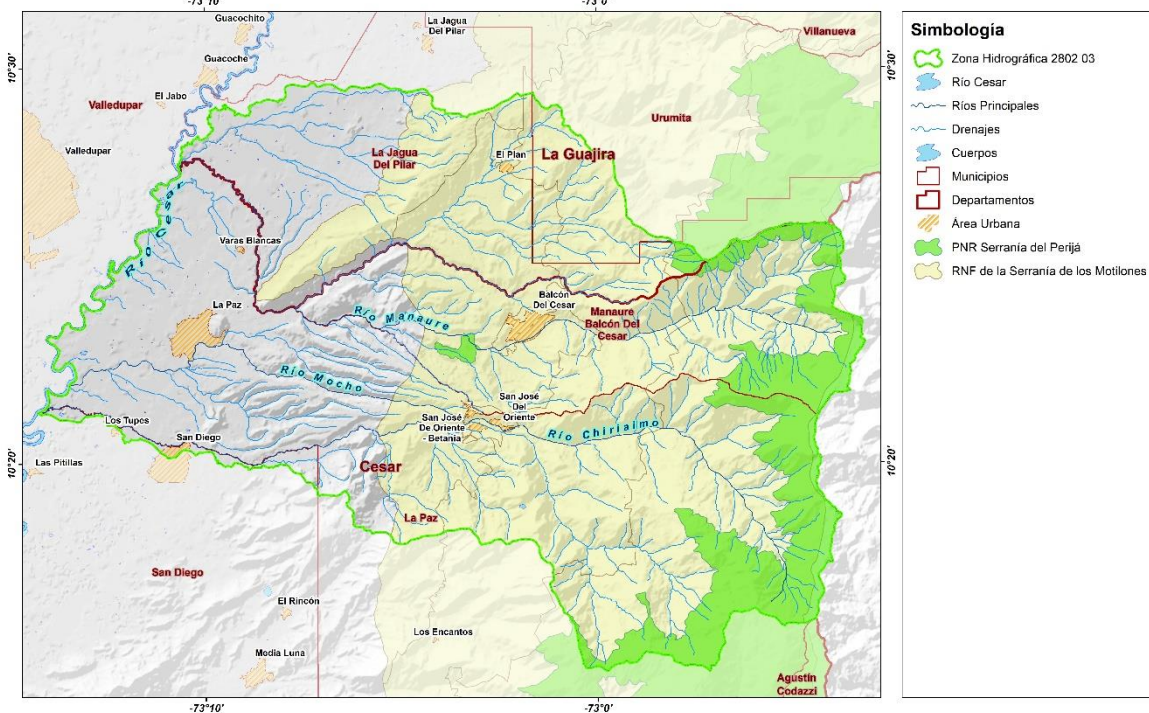 -73°10'
-73°0'
Guacochito
La Jagua
Del Pilar
Villanueva
10°30'
10°30'
Guacoche
El Jabo
Valledupar
Urumita
Valledupar
La Jagua
Del Pilar
El Plan
La Guajira
Río Cesar
Varas Blancas
La Paz
Balcón
Del Cesar
Manaure
Balcón Del
Cesar
Río Manaure
Río Mocho
San José
Del
Oriente
San José
De Oriente
- Betania
Río Chiriaimo
Los Tupes
San Diego
Las Pitillas
10°20'
10°20'
Cesar
La Paz
San Diego
El Rincón
Los Encantos
Media Luna
Agustín
Codazzi
-73°10'
-73°0'
Simbología
Zona Hidrográfica 2802 03
Río Cesar
Ríos Principales
Drenajes
Cuerpos
Municipios
Departamentos
Área Urbana
PNR Serranía del Perijá
RNF de la Serranía de los Motilones